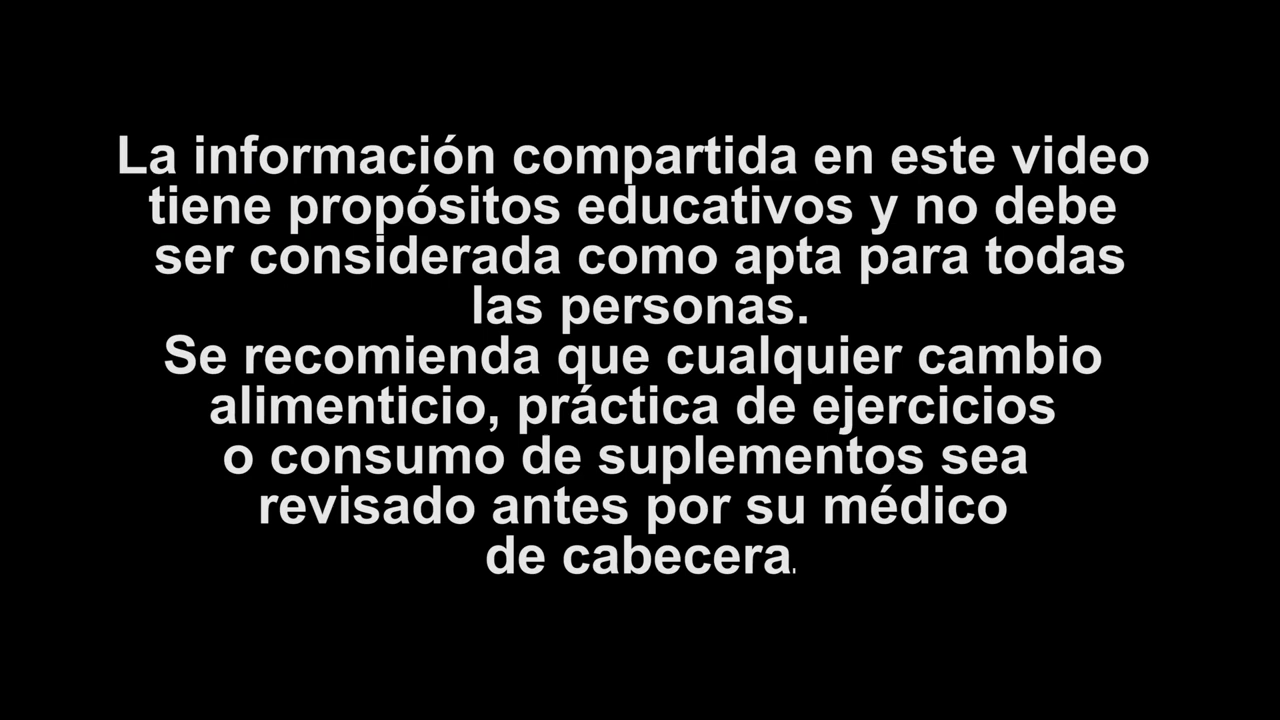 La información compartida en este video
tiene propósitos educativos y no debe
ser considerada como apta para todas
las personas.
Se recomienda que cualquier cambio
alimenticio, práctica de ejercicios
o consumo de suplementos sea
revisado antes por su médico
de cabecera.